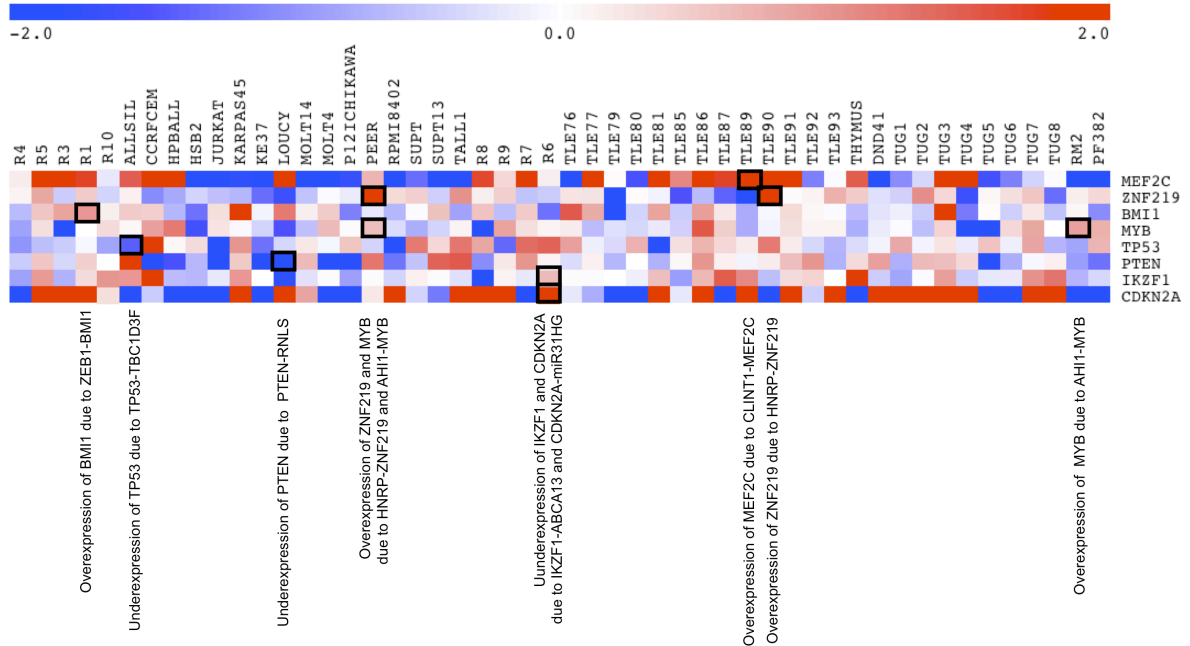 -2.0 0.0 2.0
R4
R5
R3
R1
R10
ALLSIL
CCRFCEM
HPBALL
HSB2
JURKAT
KARPAS45
KE37
LOUCY
MOLT14
MOLT4
P12ICHIKAWA
PEER
RPMI8402
SUPT
SUPT13
TALL1
R8
R9
R7
R6
TLE76
TLE77
TLE79
TLE80
TLE81
TLE85
TLE86
TLE87
TLE89
TLE90
TLE91
TLE92
TLE93
THYMUS
DND41
TUG1
TUG2
TUG3
TUG4
TUG5
TUG6
TUG7
TUG8
RM2
PF382
MEF2C
ZNF219
BMI1
MYB
TP53
PTEN
IKZF1
CDKN2A
Overexpression of BMI1 due to ZEB1-BMI1
Underexpression of TP53 due to TP53-TBC1D3F
Underexpression of PTEN due to PTEN-RNLS
Overexpression of ZNF219 and MYB
due to HNRP-ZNF219 and AHI1-MYB
Uunderexpression of IKZF1 and CDKN2A
due to IKZF1-ABCA13 and CDKN2A-miR31HG
Overexpression of MEF2C due to CLINT1-MEF2C
Overexpression of ZNF219 due to HNRP-ZNF219
Overexpression of MYB due to AHI1-MYB